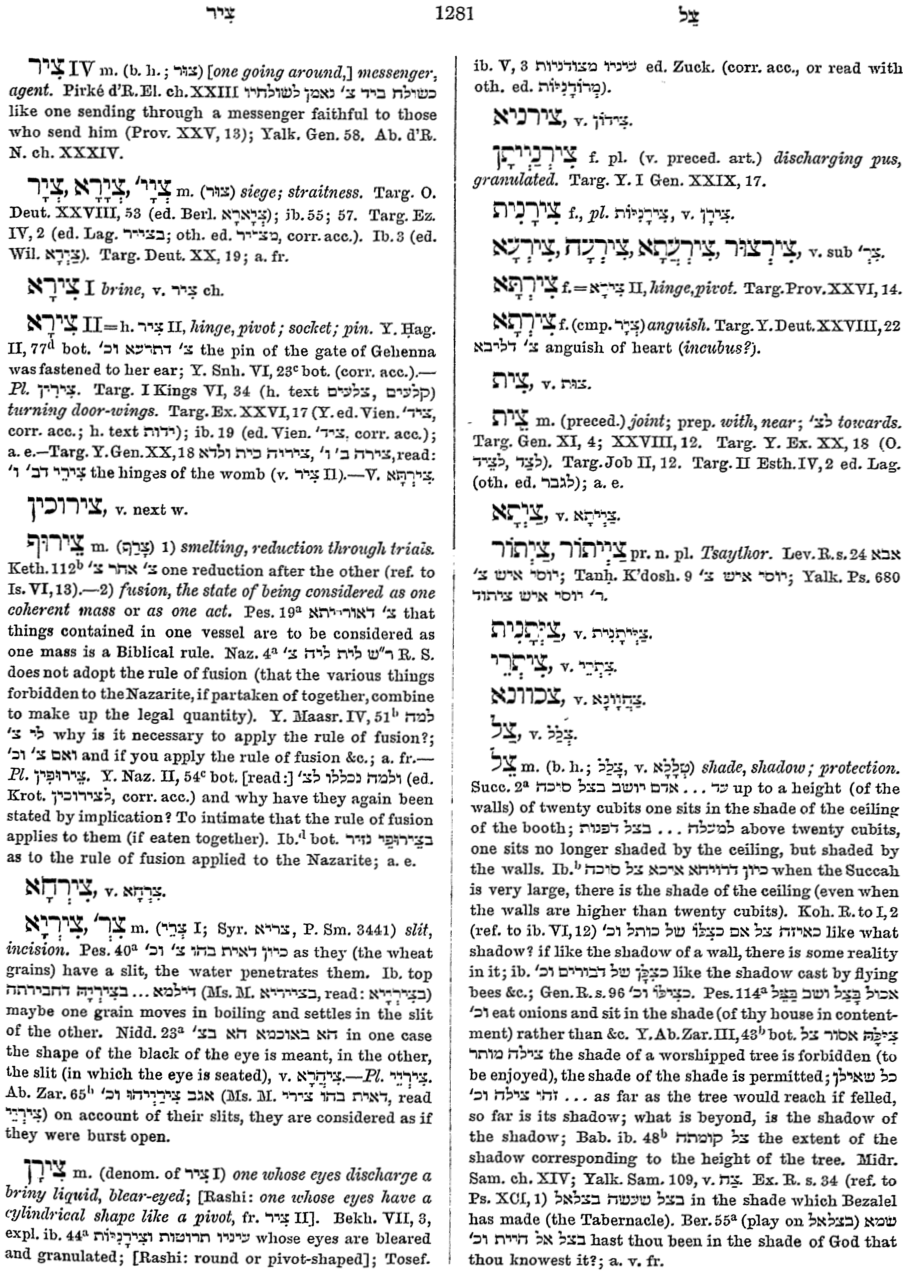 צִיר 1281 צֵל
צִיר IV m. (b. h.; צוּר) [one going around,] messenger,
agent. Pirké d'R.El. ch. XXIII כשולח ביד צ' נאמן לשולחיו
like one sending through a messenger faithful to those
who send him (Prov. XXV, 13); Yalk. Gen. 58. Ab. d'R.
N. ch. XXXIV.
m. (צוּר) siege; straitness. Targ. O.
Deut. XXVIII, 53 (ed. Berl. צְיָארָא); ib. 55; 57. Targ. Ez.
IV, 2 (ed. Lag. בצייר; oth. ed. corr. acc.). Ib. 3 (ed.
Wil. צְיָרָא). Targ. Deut. XX, 19; a. fr.
צִירָא I brine, v. צִיר ch.
צִירָא II=h. צִיר II, hinge, pivot; socket; pin. Y. Ḥag.
II, 77d bot. צ' דתרעא וכ' the pin of the gate of Gehenna
was fastened to her ear; Y. Snh. VI, 23c bot. (corr. acc.).—
Pl. צִירִין. Targ. I Kings VI, 34 (h. text קלעים, צלעים)
turning door-wings. Targ. Ex. XXVI, 17 (Y. ed. Vien. 'ציד,
corr. acc.; h. text ידות); ib. 19 (ed. Vien. 'ציד, corr. acc.);
a. e.—Targ. Y. Gen. XX, 18 צירה ב' ו', ציריה בית ולדא, read:
צִירֵי דב' ו' the hinges of the womb (v. צִיר II).—V. צִירְתָּא.
צירוכין, v. next w.
צֵירוּף m. (צָרַף) 1) smelting, reduction through trials.
Keth. 112b צ' אחר צ' one reduction after the other (ref. to
Is. VI, 13).—2) fusion, the state of being considered as one
coherent mass or as one act. Pes. 19a צ' דאורייתא that
things contained in one vessel are to be considered as
one mass is a Biblical rule. Naz. 4a ר"ש לית ליה צ' R. S.
does not adopt the rule of fusion (that the various things
forbidden to the Nazarite, if partaken of together, combine
to make up the legal quantity). Y. Maasr. IV, 51b למה
לי צ' why is it necessary to apply the rule of fusion?;
ואם צ' וכ' and if you apply the rule of fusion &c.; a. fr.—
Pl. צֵירוּפִין. Y. Naz. II, 54c bot. [read:] ולמה נכללו לצ' (ed.
Krot. לצירוכין, corr. acc.) and why have they again been
stated by implication? To intimate that the rule of fusion
applies to them (if eaten together). Ib.d bot. בצֵירוּפֵי נזיר
as to the rule of fusion applied to the Nazarite; a. e.
צִירְחָא, v. צִרְחָא.
צִירְיָא, צִרְ' m. (צְרֵי I; Syr. צריא, P. Sm. 3441) slit,
incision. Pes. 40a כיון דאית בהו צ' וכ' as they (the wheat
grains) have a slit, the water penetrates them. Ib. top
דילמא ... בצִירְיָהּ דחבירתה (Ms. M. בצייריא, read: בצִירְיָיא)
maybe one grain moves in boiling and settles in the slit
of the other. Nidd. 23a הא באוכמא הא בצ' in one case
the shape of the black of the eye is meant, in the other,
the slit (in which the eye is seated), v. צִיהֲרָא.—Pl. צִירְיֵי.
Ab. Zar. 65b אגב צִירַיְיהוּ וכ' (Ms. M. דאית בהו צירי, read
צִירְיֵי) on account of their slits, they are considered as if
they were burst open.
צִירָן m. (denom. of צִיר I) one whose eyes discharge a
briny liquid, blear-eyed; [Rashi: one whose eyes have a
cylindrical shape like a pivot, fr. צִיר II]. Bekh. VII, 3,
expl. ib. 44a עיניו תרוטות וצִירָנִיּוֹת whose eyes are bleared
and granulated; [Rashi: round or pivot-shaped]; Tosef.
ib. V, 3 עיניו מצודניות ed. Zuck. (corr. acc., or read with
oth. ed. מְרוֹדָנִיּוֹת).
צירניא, v. צִידוֹן.
צִירְנַיְיתָן f. pl. (v. preced. art.) discharging pus,
granulated. Targ. Y. I Gen. XXIX, 17.
צִירָנִית f., pl. צִירָנִיּוֹת, v. צִירָן.
צִירְצוּר, צִירְעֲתָא, צִירְעָה, צִירְעָא, v. sub צִרְ'.
צִירְתָּא f.= צִירָא II, hinge, pivot. Targ. Prov. XXVI, 14.
צִירְתָא f. (cmp. צְיָר) anguish. Targ. Y. Deut. XXVIII, 22
צ' דליבא anguish of heart (incubus?).
צִית, v. צוּת.
צֵית m. (preced.) joint; prep. with, near; לצ' towards.
Targ. Gen. XI, 4; XXVIII, 12. Targ. Y. Ex. XX, 18 (O.
לְצַד, לְצֵיד). Targ. Job II, 12. Targ. II Esth. IV, 2 ed. Lag.
(oth. ed. לגבר); a. e.
צַיְתָא, v. צַיְיתָא.
צַיְיתוֹר, צַיְתוֹר pr. n. pl. Tsaythor. Lev. R. s. 24 אבא
יוסי איש צ'; Tanḥ. K'dosh. 9 יוסי איש צ'; Yalk. Ps. 680
ר' יוסי איש ציתוד.
צַיְּתָנִית, v. צַיְּיתָנִית.
צִיתְרֵי, v. צִתְרֵי.
צכוונא, v. צַחֲוָונָא.
צַל, v. צְלַל.
צֵל m. (b. h.; צָלַל, v. טְלָלָא) shade, shadow; protection.
Succ. 2a עד ... אדם יושב בצל סיכה up to a height (of the
walls) of twenty cubits one sits in the shade of the ceiling
of the booth; למעלה ... בצל דפנות above twenty cubits,
one sits no longer shaded by the ceiling, but shaded by
the walls. Ib.b כיון דרויחא איכא צל סוכה when the Succah
is very large, there is the shade of the ceiling (even when
the walls are higher than twenty cubits). Koh. R. to I, 2
(ref. to ib. VI, 12) כאיזה צל אם כצִלּוֹ של כותל וכ' like what
shadow? if like the shadow of a wall, there is some reality
in it; ib. כצִלָּן של דבורים וכ' like the shadow cast by flying
bees &c.; Gen. R. s. 96 כצִילּוֹ וכ'. Pes. 114a אכול בָּצֵל ושב בַּצֵּל
וכ' eat onions and sit in the shade (of thy house in content-
ment) rather than &c. Y. Ab. Zar. III, 43b bot. צִילָּהּ אסור צל
צילה מותר the shade of a worshipped tree is forbidden (to
be enjoyed), the shade of the shade is permitted; כל שאילן
... זהו צילה וכ' as far as the tree would reach if felled,
so far is its shadow; what is beyond, is the shadow of
the shadow; Bab. ib. 48b צל קומתה the extent of the
shadow corresponding to the height of the tree. Midr.
Sam. ch. XIV; Yalk. Sam. 109, v. צַח. Ex. R. s. 34 (ref. to
Ps. XCI, 1) בצל שעשה בצלאל in the shade which Bezalel
has made (the Tabernacle). Ber. 55a (play on בצלאל) שמא
בצל אל היית וכ' hast thou been in the shade of God that
thou knowest it?; a. v. fr.